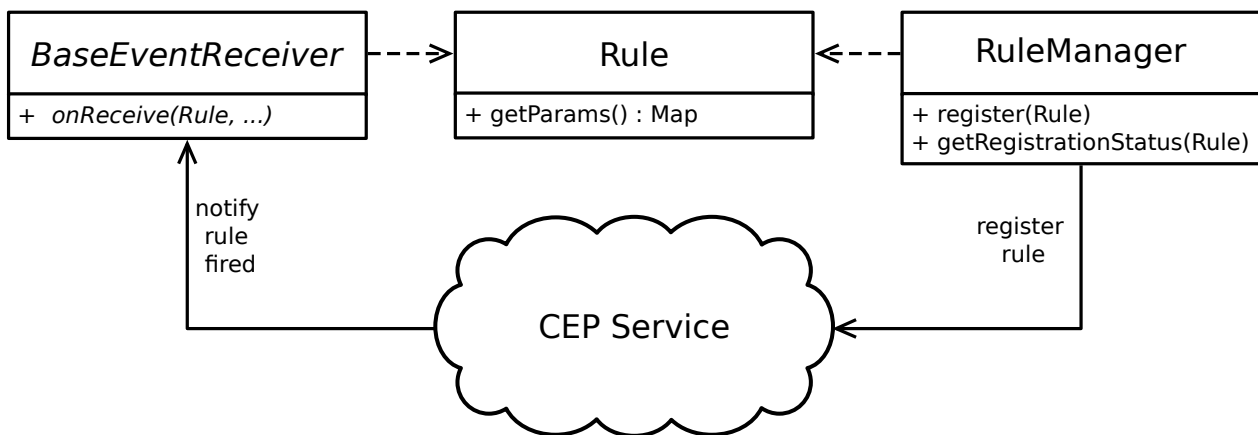 BaseEventReceiver
+ onReceive(Rule, ...)
Rule
+ getParams() : Map
RuleManager
+ register(Rule)
+ getRegistrationStatus(Rule)
notify
rule
fired
register
rule
CEP Service